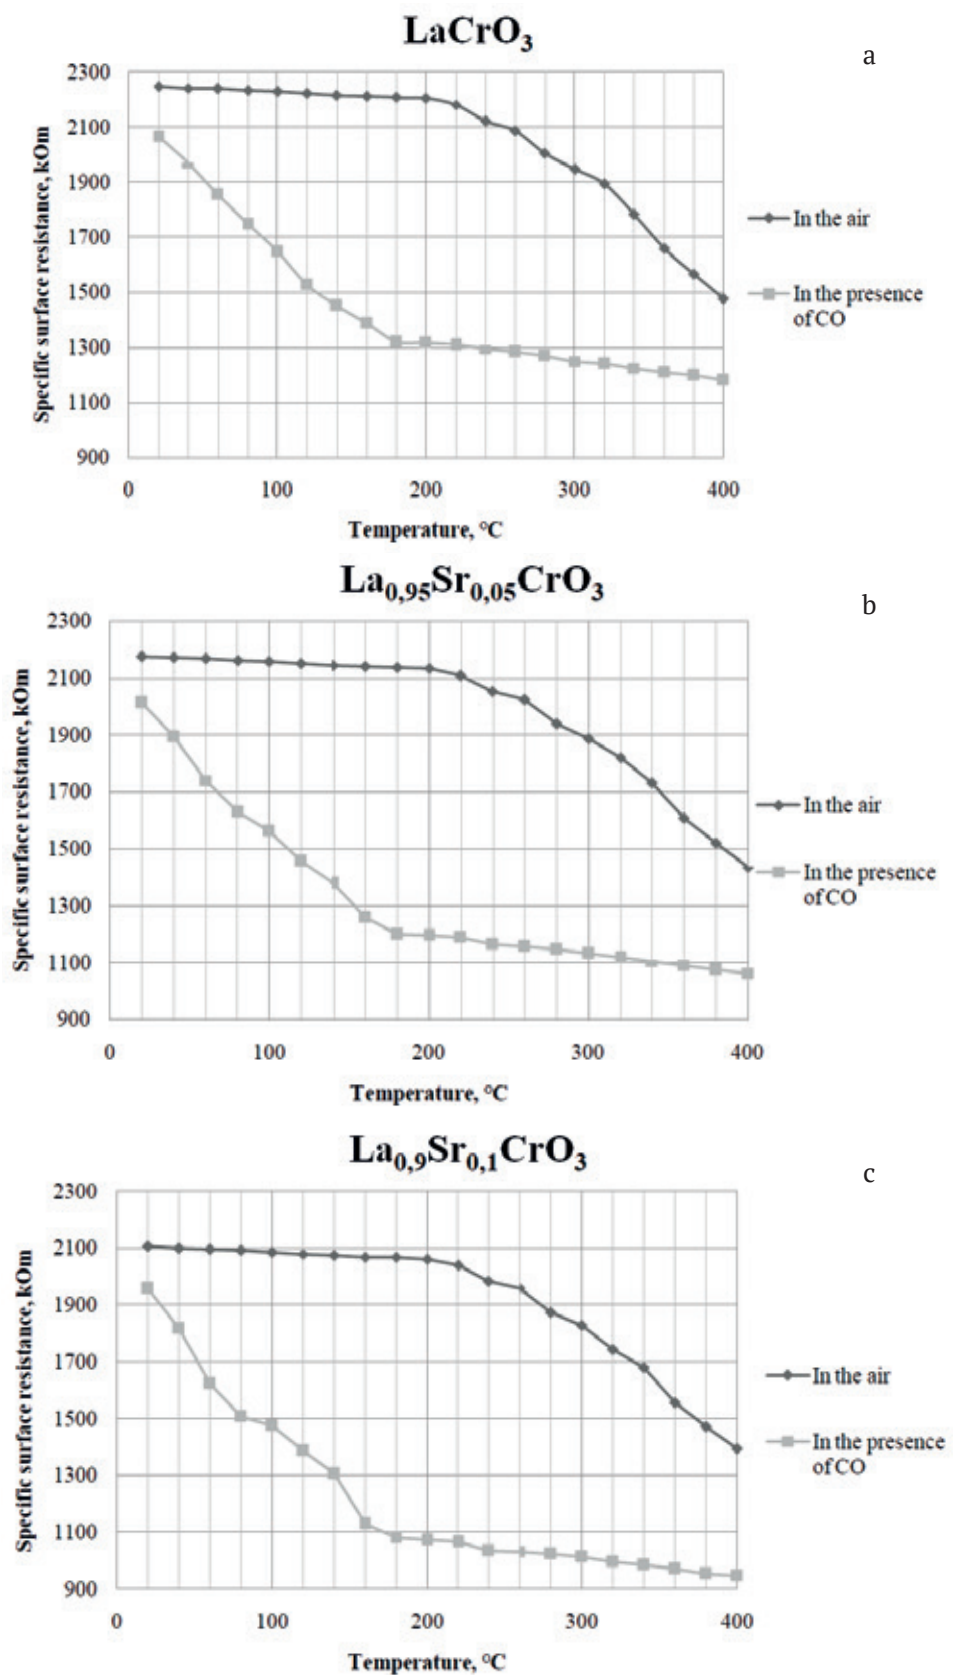 LaCrO3
a
2300
2100
1900
1700
1500
1300
1100
900
Specific surface resistance, kOm
0 100 200 300 400
Temperature, °C
In the air
In the presence
of CO
La0,95Sr0,05CrO3
b
2300
2100
1900
1700
1500
1300
1100
900
Specific surface resistance, kOm
0 100 200 300 400
Temperature, °C
In the air
In the presence
of CO
La0,9Sr0,1CrO3
c
2300
2100
1900
1700
1500
1300
1100
900
Specific surface resistance, kOm
0 100 200 300 400
Temperature, °C
In the air
In the presence
of CO